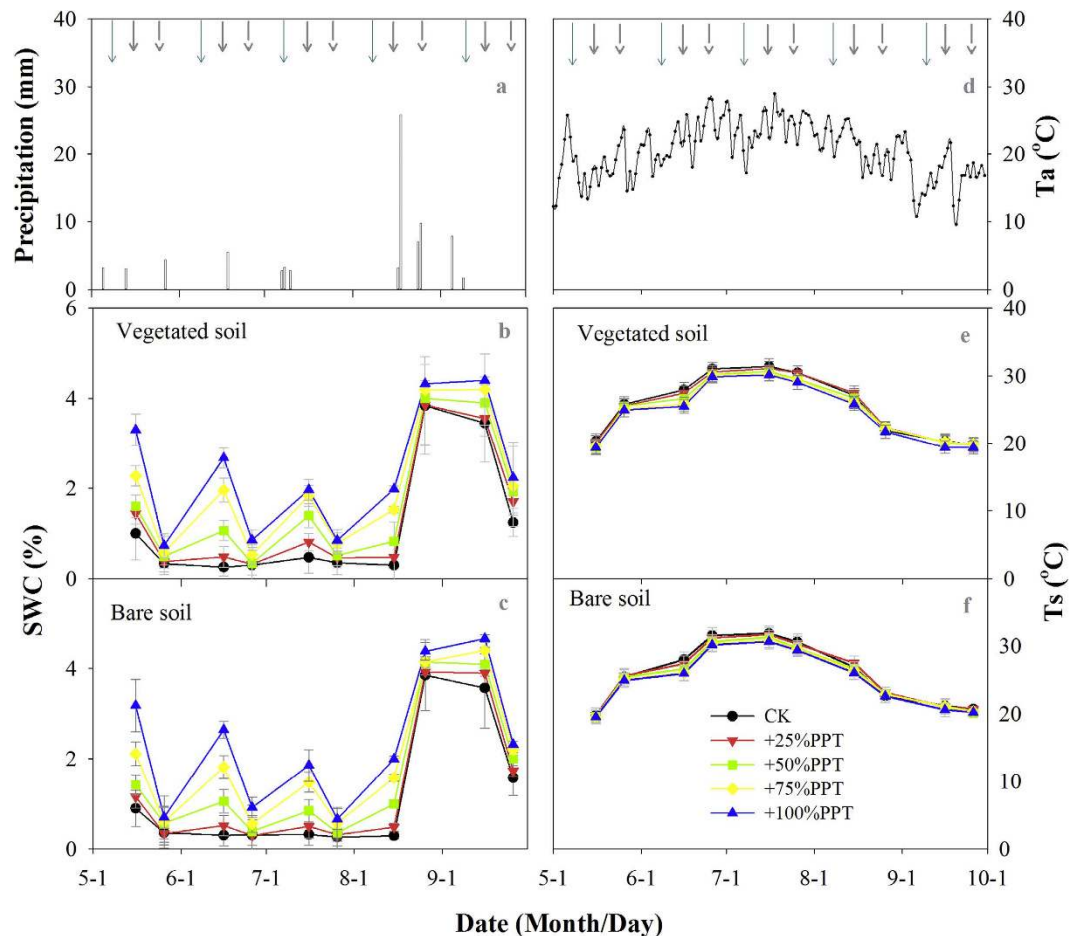 40
30
20
10
0
Precipitation (mm)
a
40
30
20
10
0
Ta (°C)
d
6
4
2
0
Vegetated soil
b
Vegetated soil
e
40
30
20
10
0
SWC (%)
Ts (°C)
4
2
0
Bare soil
c
Bare soil
f
30
20
10
0
CK
+25%PPT
+50%PPT
+75%PPT
+100%PPT
5-1 6-1 7-1 8-1 9-1
5-1 6-1 7-1 8-1 9-1 10-1
Date (Month/Day)